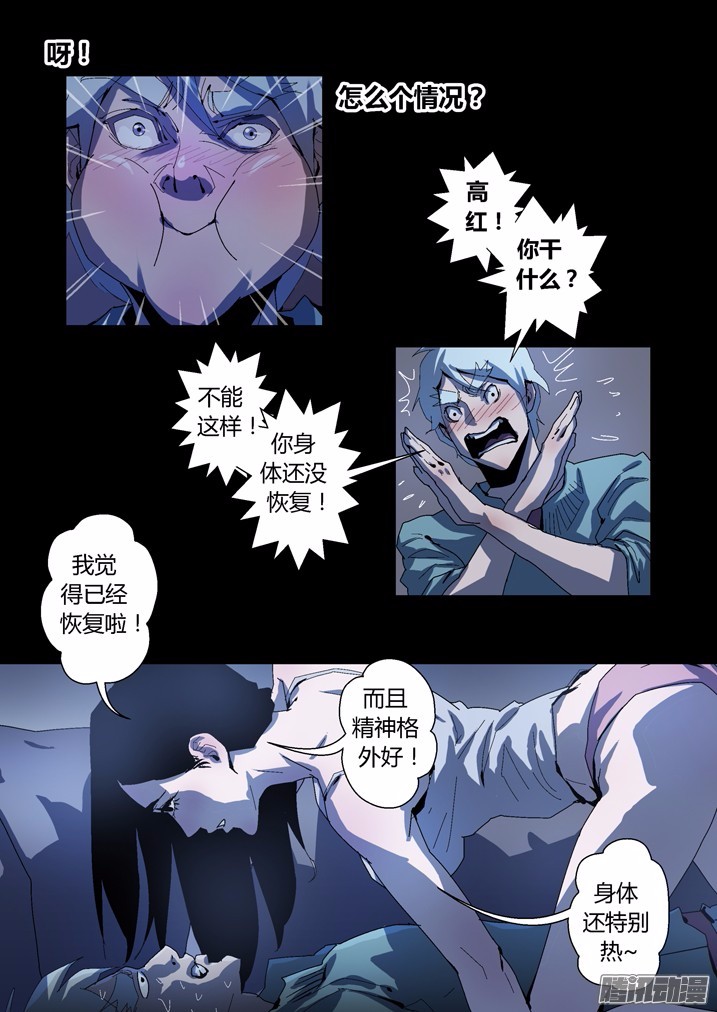 呀！
怎么个情况？
高
红！
你干
什么？
不能
这样！
你身
体还没
恢复！
我觉
得已经
恢复啦！
而且
精神格
外好！
身体
还特别
热~
腾讯动漫